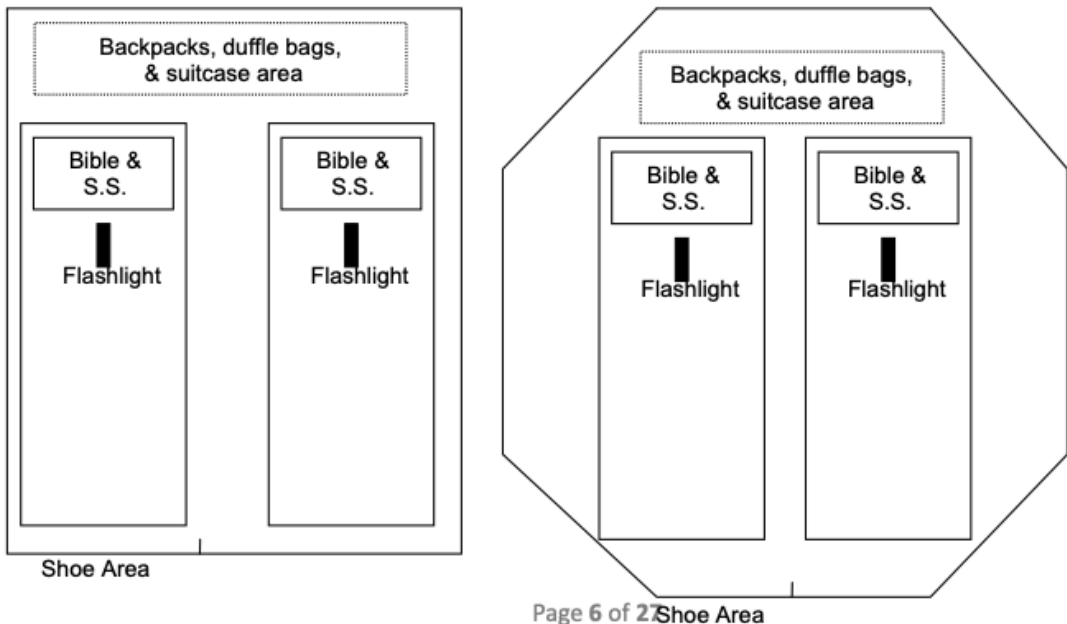 Backpacks, duffle bags,
& suitcase area
Bible &
S.S.
Flashlight
Bible &
S.S.
Flashlight
Shoe Area
Backpacks, duffle bags,
& suitcase area
Bible &
S.S.
Flashlight
Bible &
S.S.
Flashlight
Page 6 of 27
Shoe Area